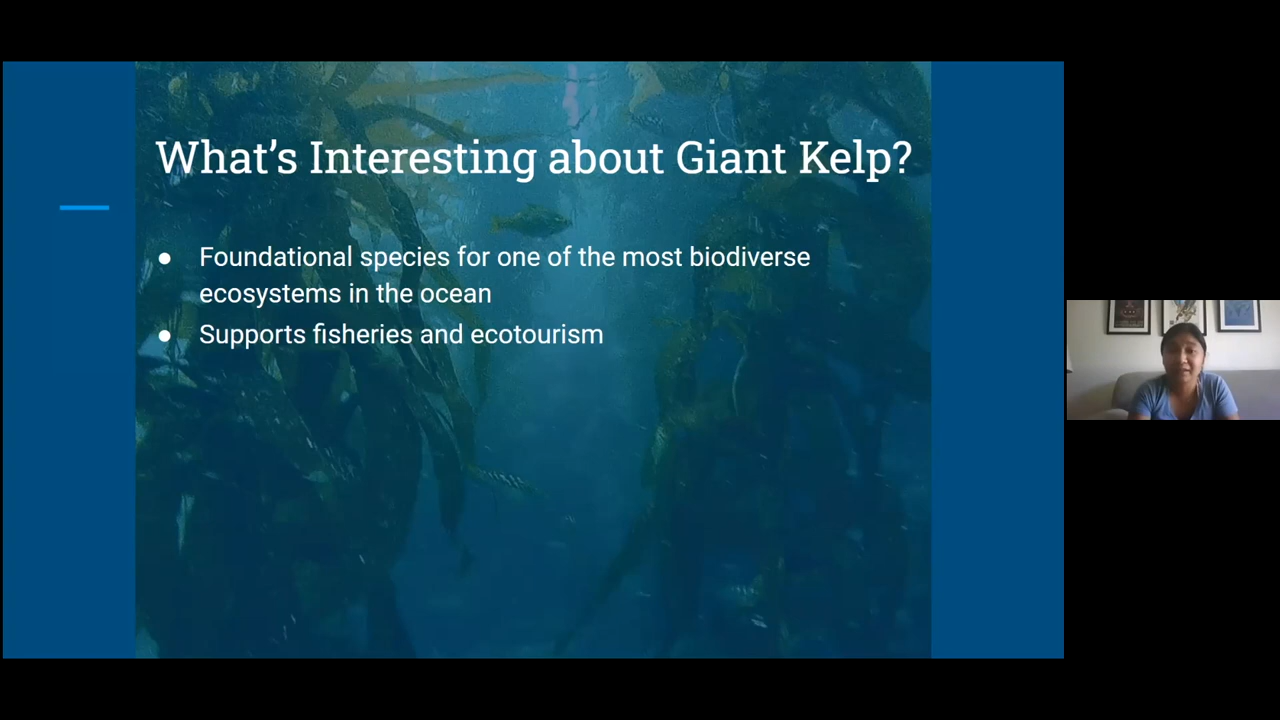 What's Interesting about Giant Kelp?
● Foundational species for one of the most biodiverse
ecosystems in the ocean
● Supports fisheries and ecotourism